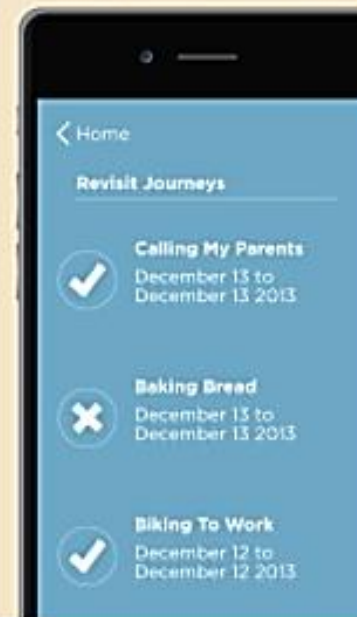 Home
Revisit Journeys
Calling My Parents
December 13 to
December 13 2013
Baking Bread
December 13 to
December 13 2013
Biking To Work
December 12 to
December 12 2013